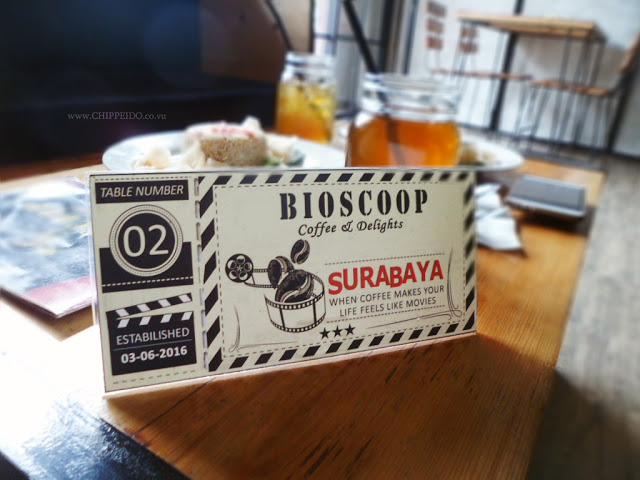 www.CHIPPEIDO.co.vu
TABLE NUMBER
02
ESTABILISHED
03-06-2016
BIOSCOOP
Coffee & Delights
SURABAYA
WHEN COFFEE MAKES YOUR
LIFE FEELS LIKE MOVIES